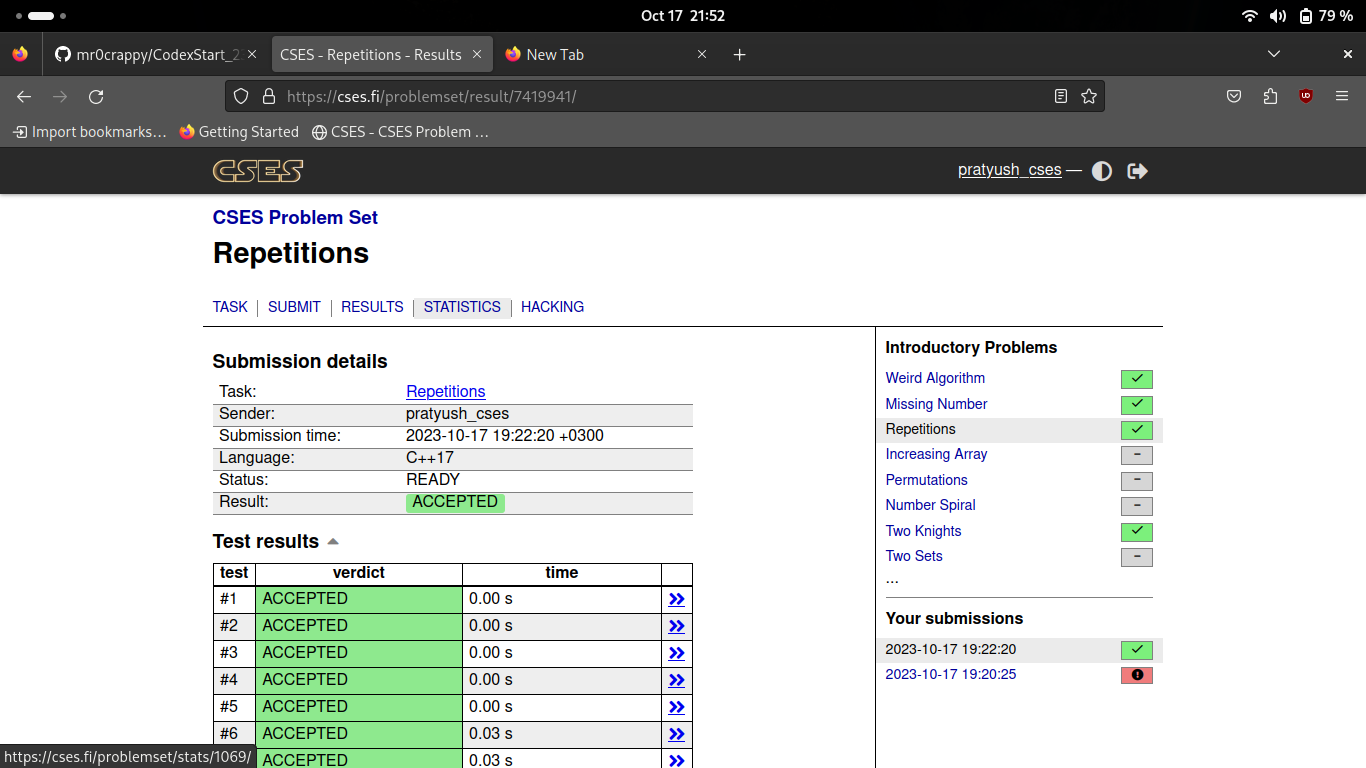 Oct 17 21:52
79 %
mr0crappy/CodexStart_2
CSES - Repetitions - Results
New Tab
https://cses.fi/problemset/result/7419941/
Import bookmarks…
Getting Started
CSES - CSES Problem …
CSES
pratyush_cses —
CSES Problem Set
Repetitions
TASK | SUBMIT | RESULTS | STATISTICS | HACKING
Submission details
Task: Repetitions
Sender: pratyush_cses
Submission time: 2023-10-17 19:22:20 +0300
Language: C++17
Status: READY
Result: ACCEPTED
Test results
test verdict time
#1 ACCEPTED 0.00 s »
#2 ACCEPTED 0.00 s »
#3 ACCEPTED 0.00 s »
#4 ACCEPTED 0.00 s »
#5 ACCEPTED 0.00 s »
#6 ACCEPTED 0.03 s »
ACCEPTED 0.03 s »
Introductory Problems
Weird Algorithm
Missing Number
Repetitions
Increasing Array –
Permutations –
Number Spiral –
Two Knights
Two Sets –
...
Your submissions
2023-10-17 19:22:20
2023-10-17 19:20:25
https://cses.fi/problemset/stats/1069/